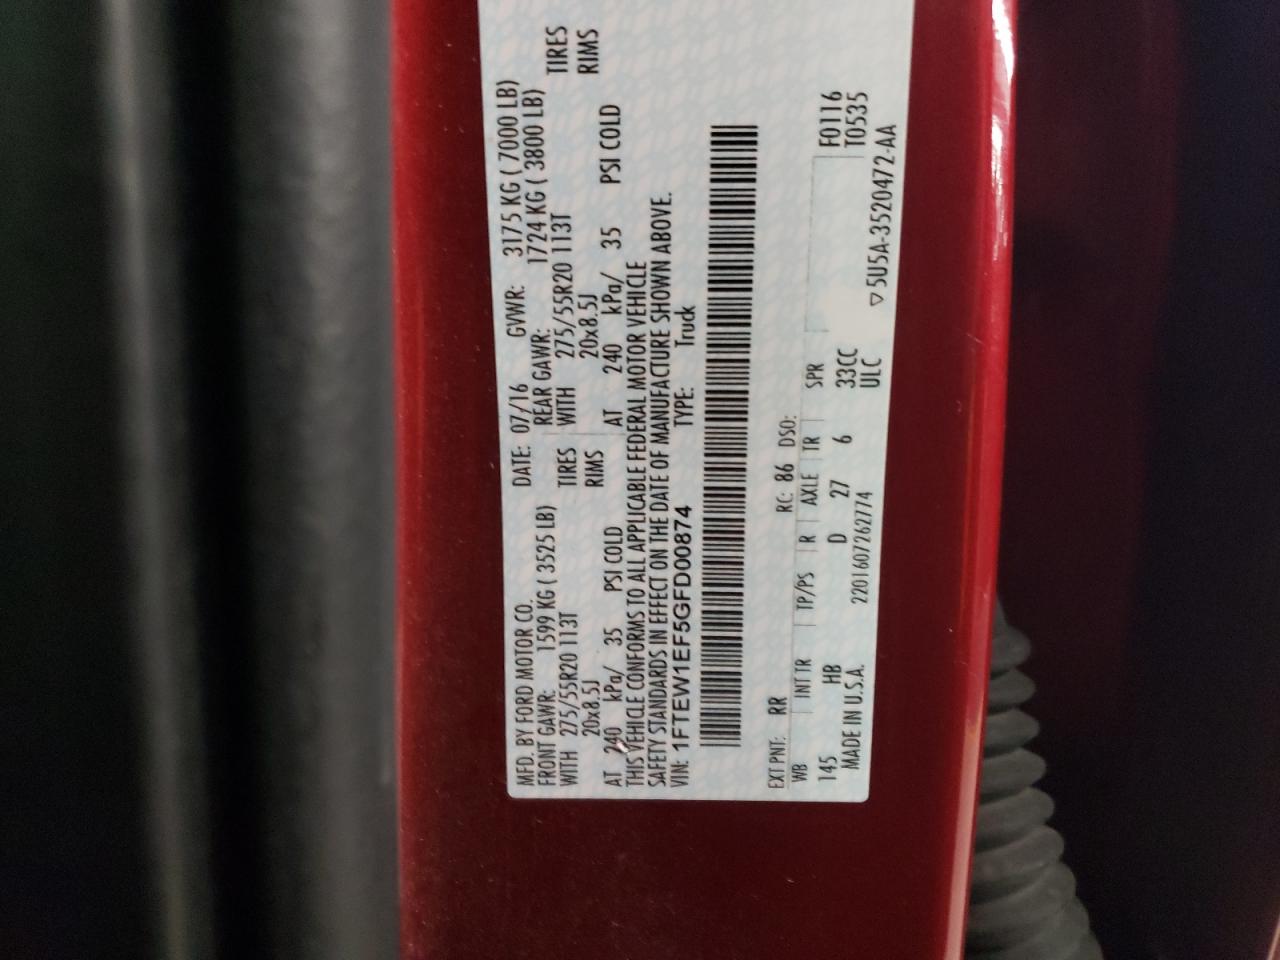 MFD. BY FORD MOTOR CO. DATE: 07/16 GVWR: 3175 KG ( 7000 LB)
FRONT GAWR: 1599 KG ( 3525 LB) REAR GAWR: 1724 KG ( 3800 LB)
WITH 275/55R20 113T TIRES WITH 275/55R20 113T TIRES
20x8.5J RIMS 20x8.5J RIMS
AT 240 kPa/ 35 PSI COLD AT 240 kPa/ 35 PSI COLD
THIS VEHICLE CONFORMS TO ALL APPLICABLE FEDERAL MOTOR VEHICLE
SAFETY STANDARDS IN EFFECT ON THE DATE OF MANUFACTURE SHOWN ABOVE.
VIN: 1FTEW1EF5GFD00874 TYPE: Truck
EXT PNT: RR RC: 86 DSO:
WB INT TR TP/PS R AXLE TR SPR F0116
145 HB D 27 6 33CC T0535
MADE IN U.S.A. 2201607262774 ULC
▽5U5A-3520472-AA